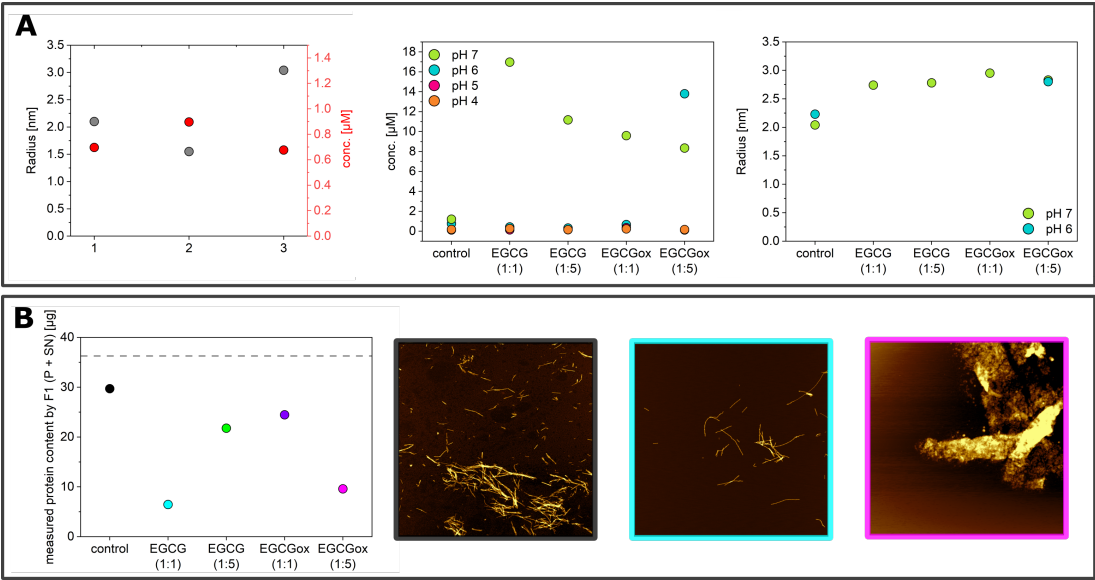 A
Radius [nm]
3.5
3.0
2.5
2.0
1.5
1.0
0.5
0.0
1 2 3
1.4
1.2
1.0
0.8
0.6
0.4
0.2
0.0
conc. [µM]
conc. [µM]
18
16
14
12
10
8
6
4
2
0
pH 7
pH 6
pH 5
pH 4
control EGCG EGCG EGCGox EGCGox
(1:1) (1:5) (1:1) (1:5)
Radius [nm]
3.5
3.0
2.5
2.0
1.5
1.0
0.5
0.0
pH 7
pH 6
control EGCG EGCG EGCGox EGCGox
(1:1) (1:5) (1:1) (1:5)
B
measured protein content by F1 (P + SN) [µg]
40
30
20
10
0
control EGCG EGCG EGCGox EGCGox
(1:1) (1:5) (1:1) (1:5)